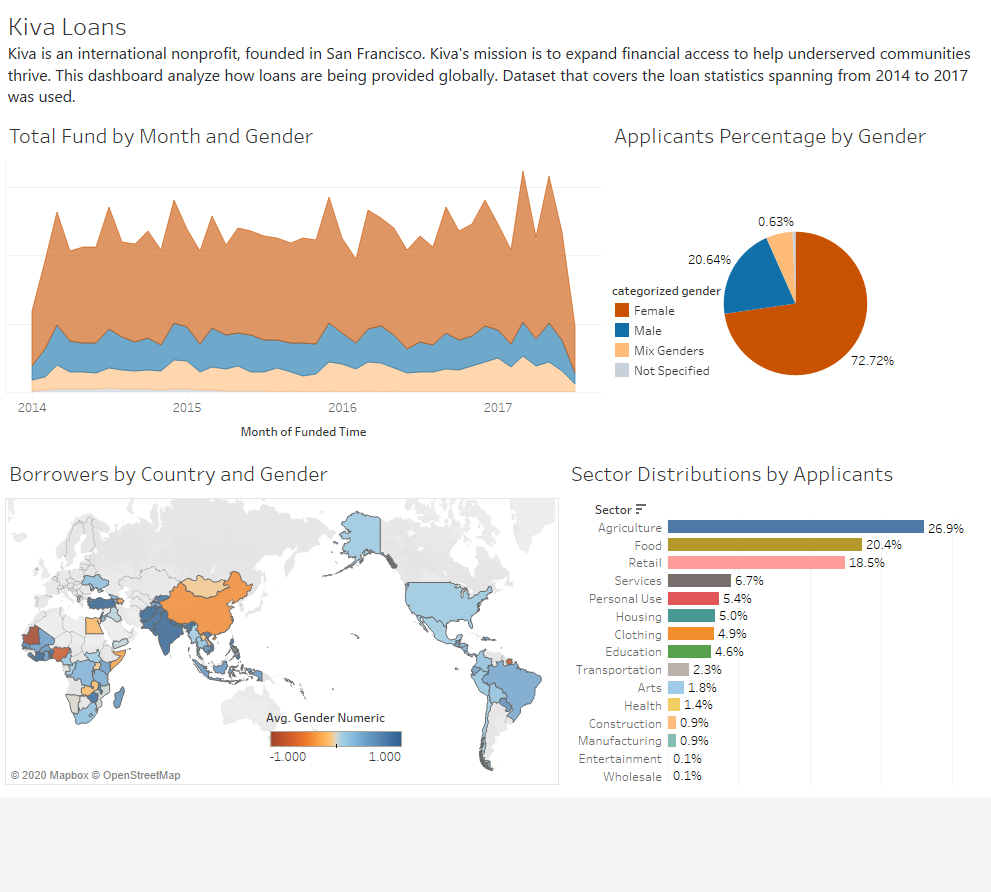 Kiva Loans
Kiva is an international nonprofit, founded in San Francisco. Kiva's mission is to expand financial access to help underserved communities
thrive. This dashboard analyze how loans are being provided globally. Dataset that covers the loan statistics spanning from 2014 to 2017
was used.
Total Fund by Month and Gender
2014 2015 2016 2017
Month of Funded Time
Applicants Percentage by Gender
0.63%
20.64%
72.72%
categorized gender
Female
Male
Mix Genders
Not Specified
Borrowers by Country and Gender
Avg. Gender Numeric
-1.000 1.000
© 2020 Mapbox © OpenStreetMap
Sector Distributions by Applicants
Sector
Agriculture 26.9%
Food 20.4%
Retail 18.5%
Services 6.7%
Personal Use 5.4%
Housing 5.0%
Clothing 4.9%
Education 4.6%
Transportation 2.3%
Arts 1.8%
Health 1.4%
Construction 0.9%
Manufacturing 0.9%
Entertainment 0.1%
Wholesale 0.1%